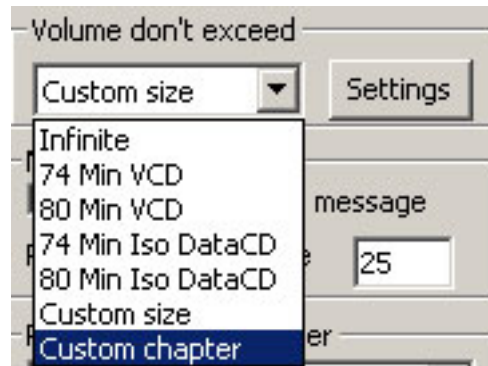 Volume don't exceed
Custom size
Settings
Infinite
74 Min VCD
80 Min VCD
message
74 Min Iso DataCD
25
80 Min Iso DataCD
Custom size
Custom chapter